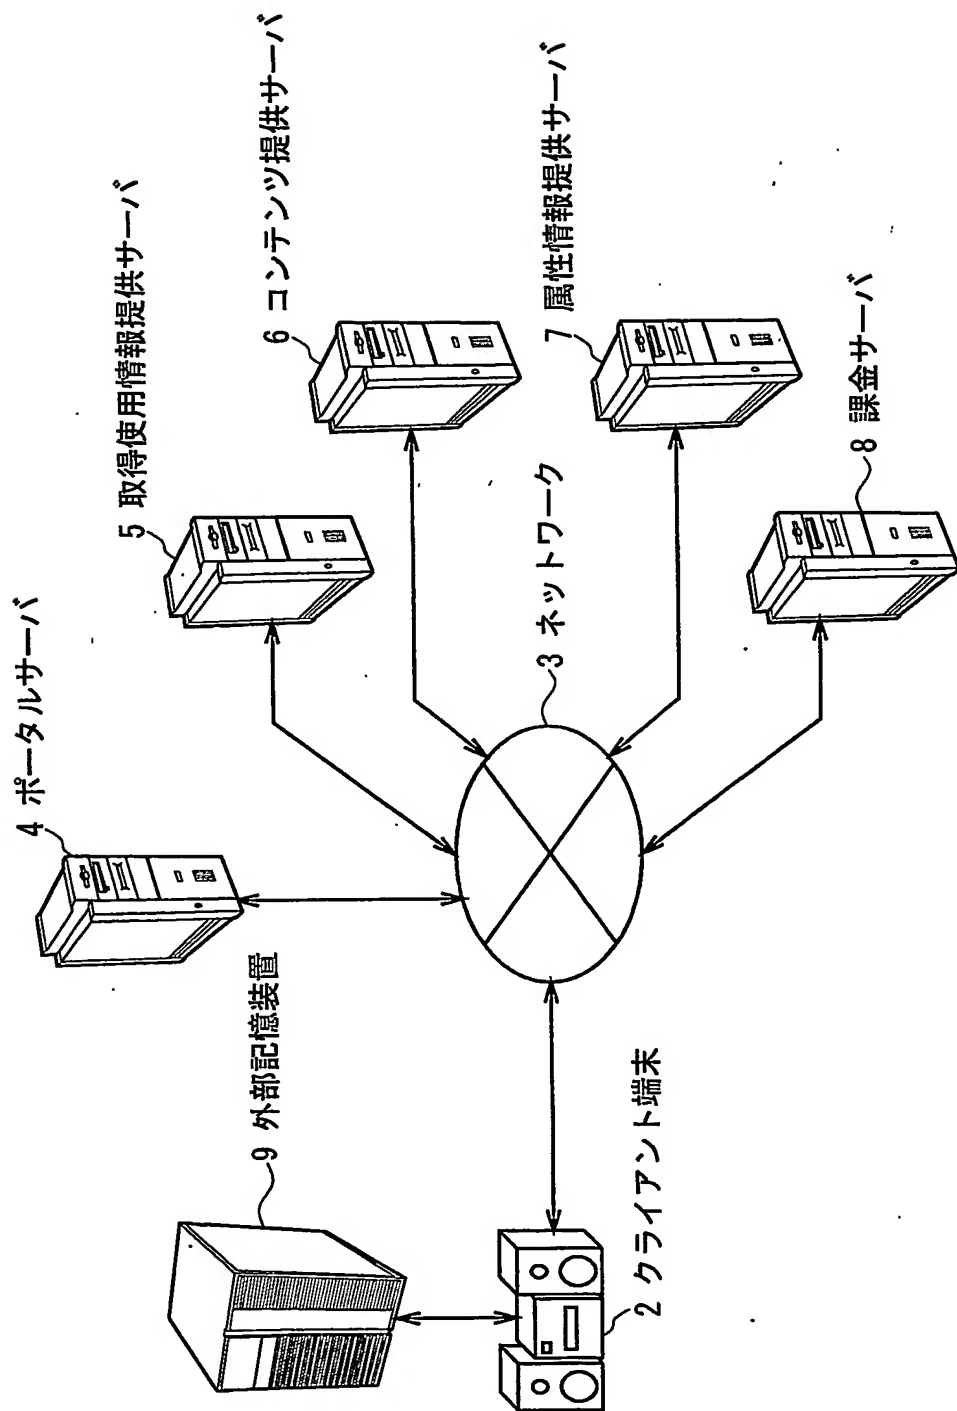 4 ポータルサーバ
5 取得使用情報提供サーバ
6 コンテンツ提供サーバ
7 属性情報提供サーバ
8 課金サーバ
3 ネットワーク
9 外部記憶装置
2 クライアント端末